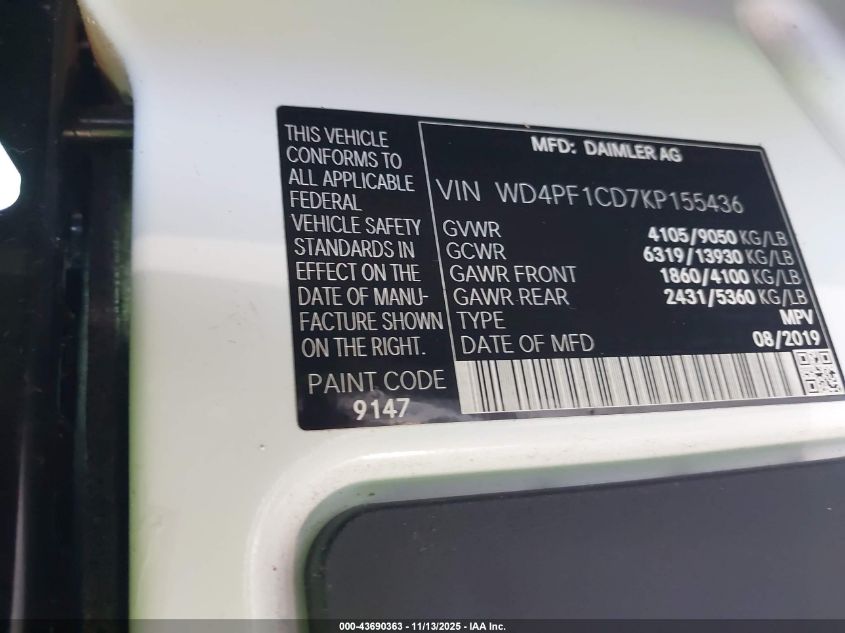 THIS VEHICLE
CONFORMS TO
ALL APPLICABLE
FEDERAL
VEHICLE SAFETY
STANDARDS IN
EFFECT ON THE
DATE OF MANU-
FACTURE SHOWN
ON THE RIGHT.
PAINT CODE
9147
MFD: DAIMLER AG
VIN WD4PF1CD7KP155436
GVWR 4105/9050 KG/LB
GCWR 6319/13930 KG/LB
GAWR FRONT 1860/4100 KG/LB
GAWR REAR 2431/5360 KG/LB
TYPE MPV
DATE OF MFD 08/2019
000-43690363 - 11/13/2025 - IAA Inc.